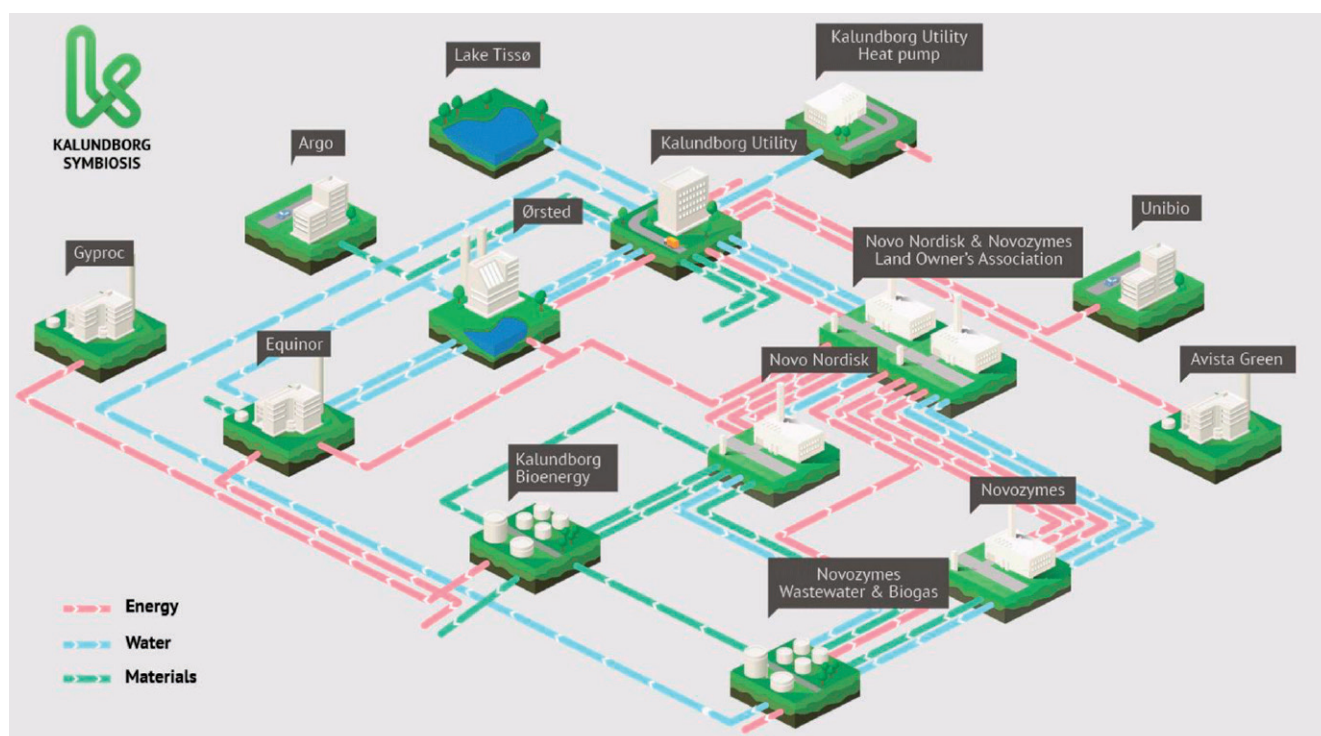 KALUNDBORG
SYMBIOSIS
Lake Tissø
Kalundborg Utility
Heat pump
Argo
Kalundborg Utility
Ørsted
Unibio
Gyproc
Novo Nordisk & Novozymes
Land Owner's Association
Equinor
Novo Nordisk
Avista Green
Kalundborg
Bioenergy
Novozymes
Novozymes
Wastewater & Biogas
Energy
Water
Materials